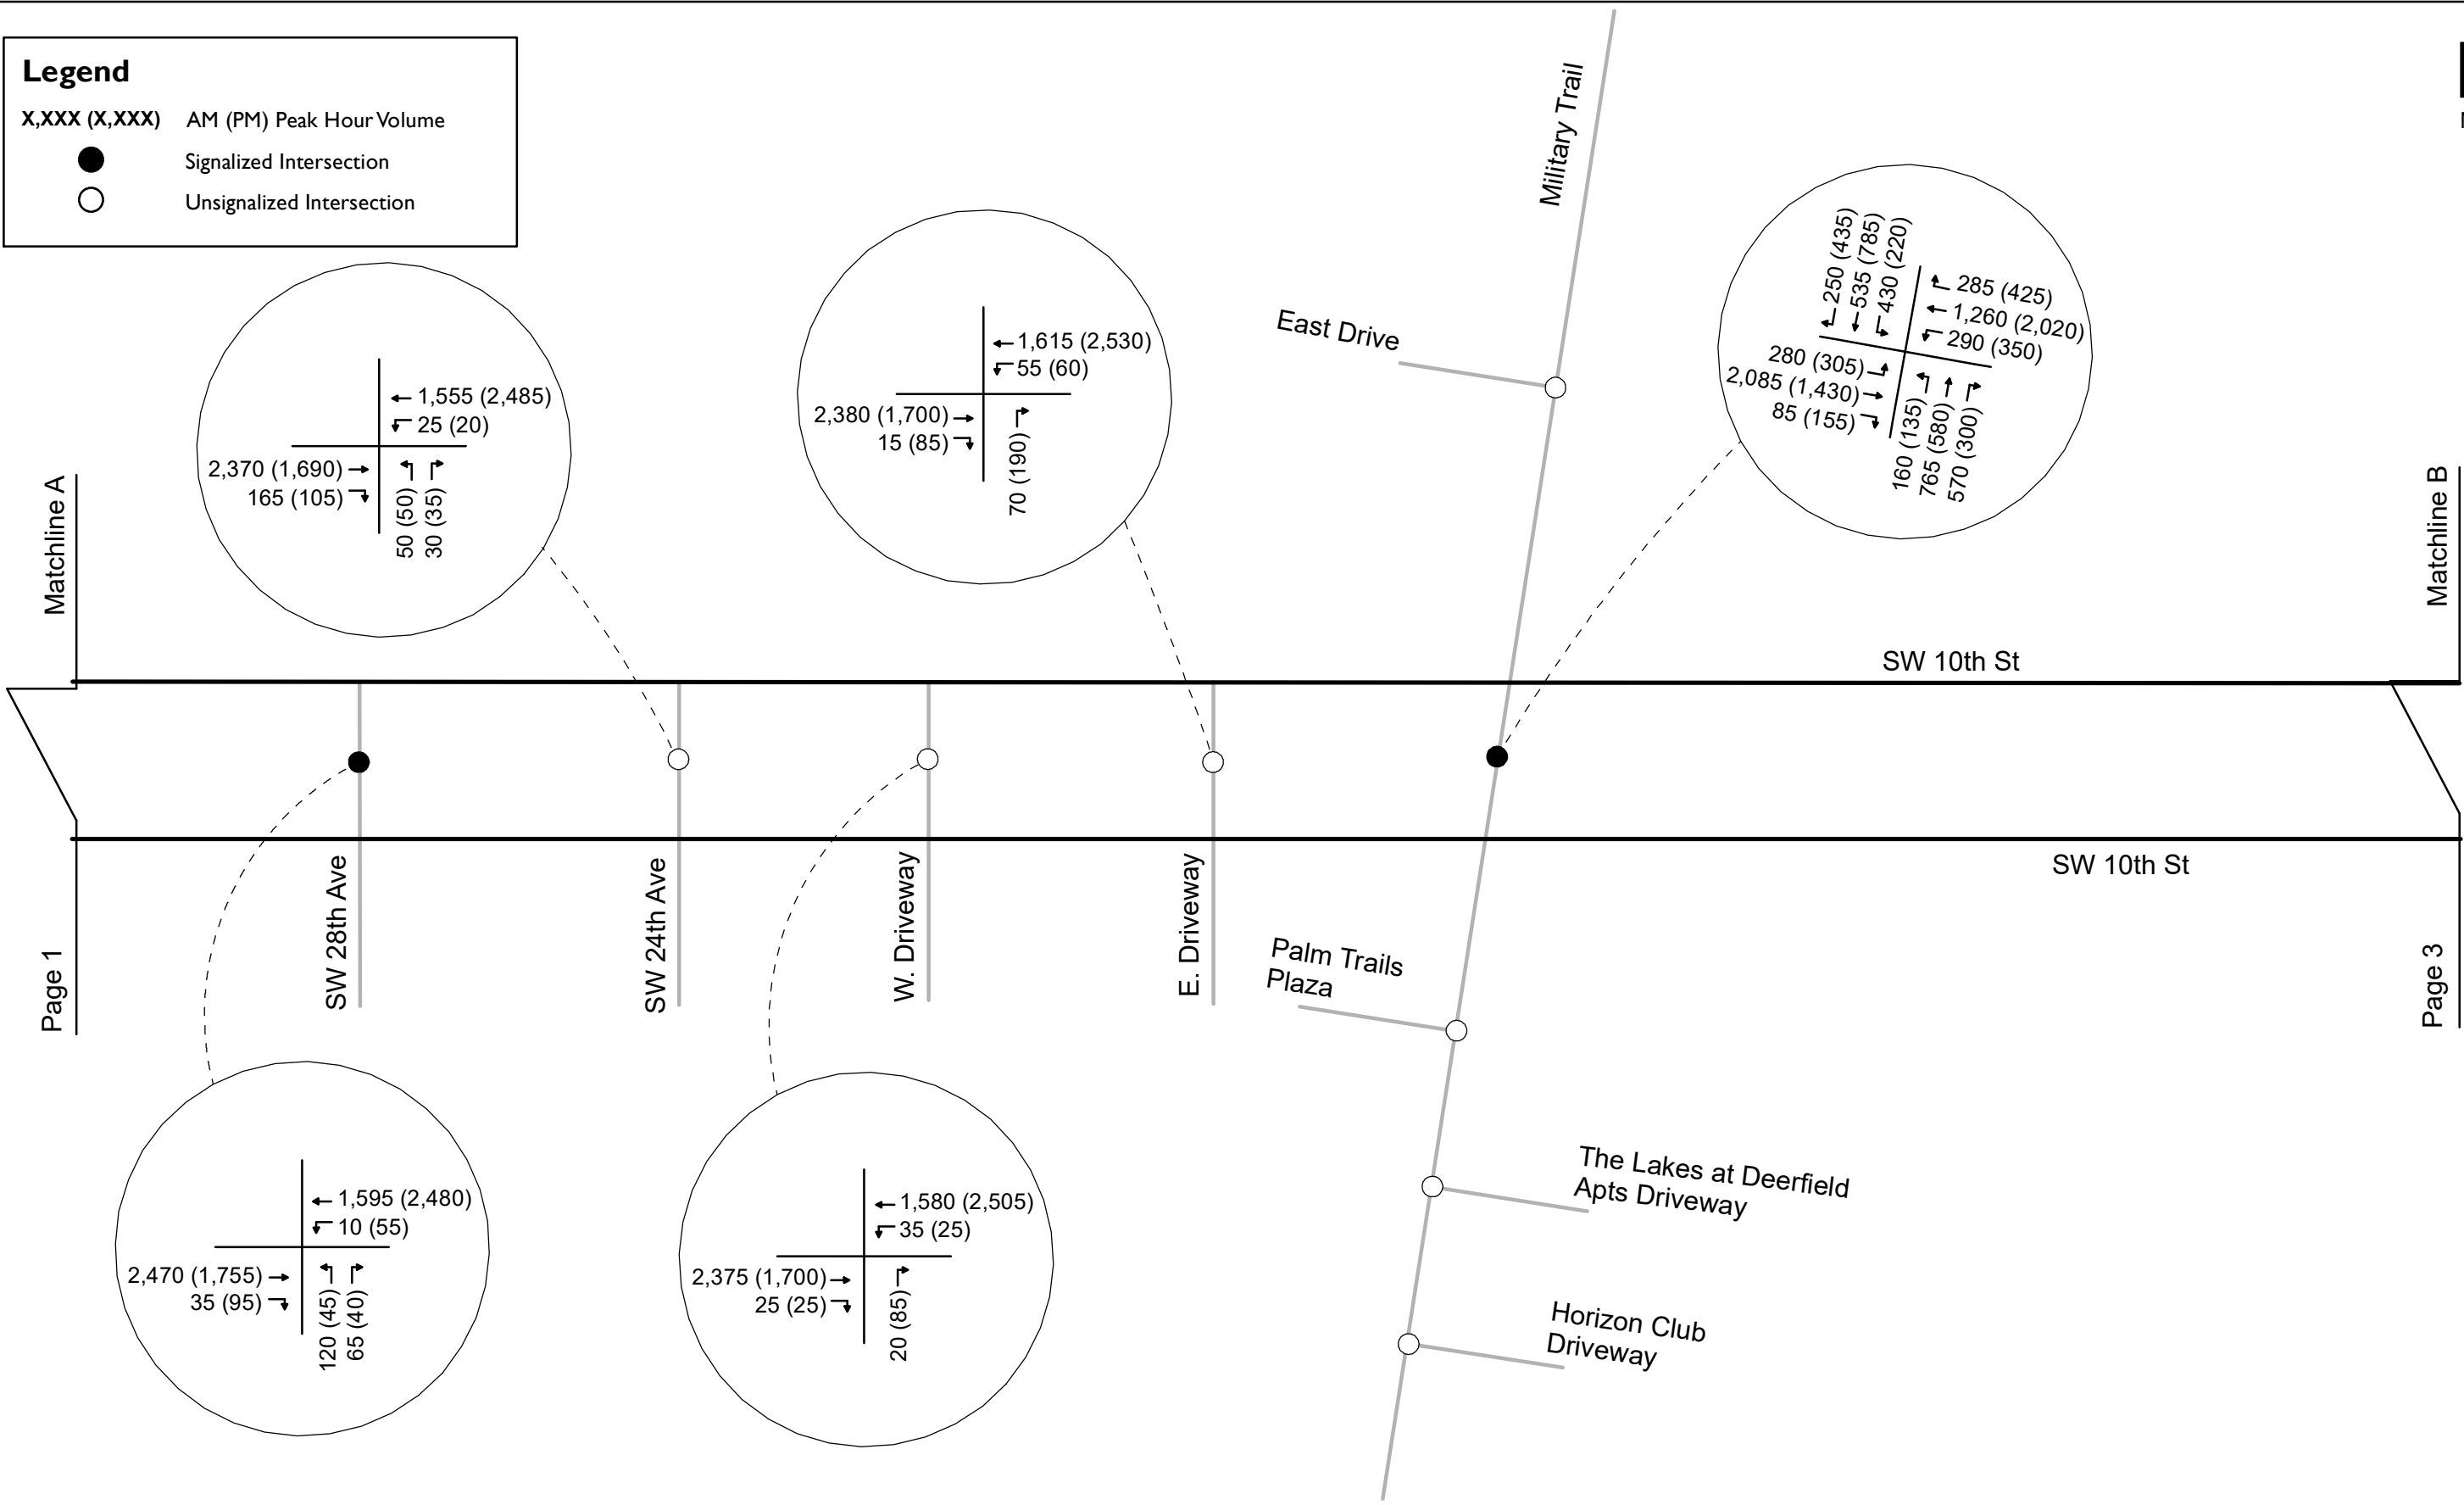 Legend
X,XXX (X,XXX) AM (PM) Peak Hour Volume
Signalized Intersection
Unsignalized Intersection
Military Trail
East Drive
1,555 (2,485)
25 (20)
2,370 (1,690)
165 (105)
50 (50)
30 (35)
1,615 (2,530)
55 (60)
2,380 (1,700)
15 (85)
70 (190)
250 (435)
535 (785)
430 (220)
285 (425)
1,260 (2,020)
290 (350)
280 (305)
2,085 (1,430)
85 (155)
160 (135)
765 (580)
570 (300)
Matchline A
Matchline B
SW 10th St
SW 10th St
Page 1
SW 28th Ave
SW 24th Ave
W. Driveway
E. Driveway
Palm Trails
Plaza
Page 3
The Lakes at Deerfield
Apts Driveway
Horizon Club
Driveway
1,595 (2,480)
10 (55)
2,470 (1,755)
35 (95)
120 (45)
65 (40)
1,580 (2,505)
35 (25)
2,375 (1,700)
25 (25)
20 (85)